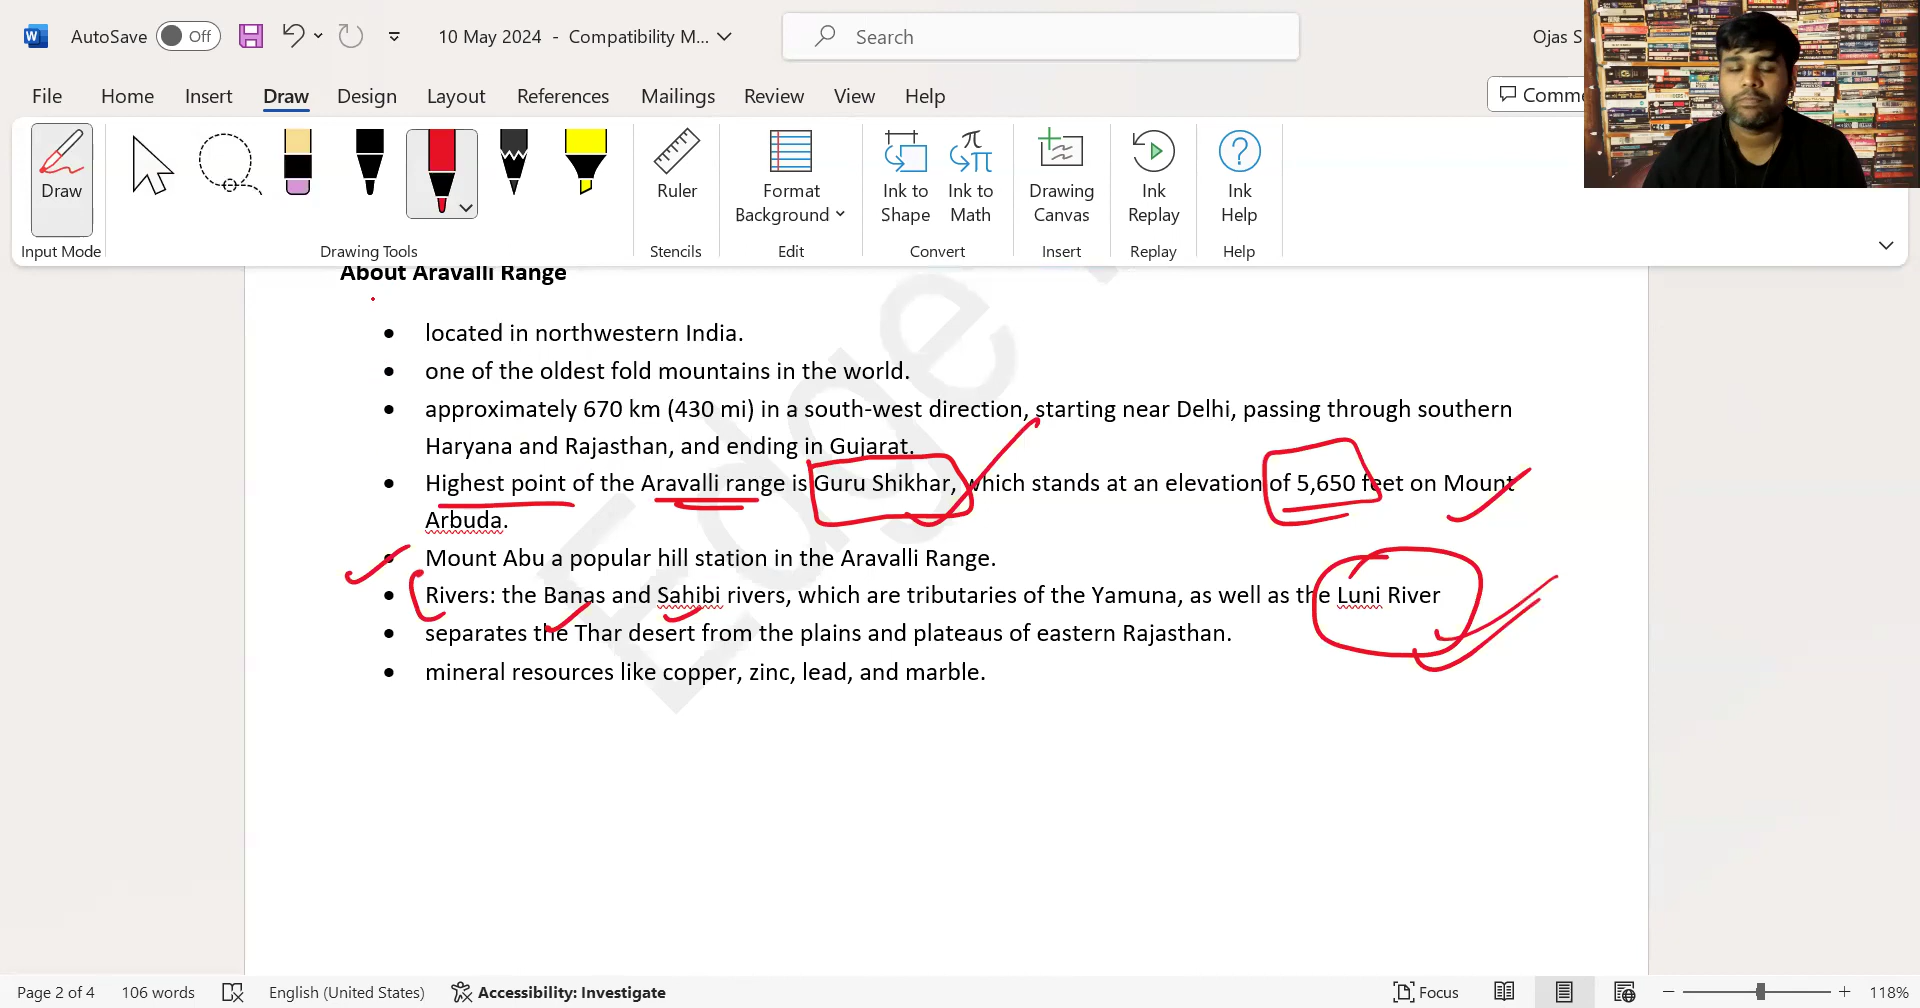 AutoSave Off 10 May 2024 - Compatibility M... Search Ojas S
File Home Insert Draw Design Layout References Mailings Review View Help Comme
Draw Ruler Format Background Ink to Shape Ink to Math Drawing Canvas Ink Replay Ink Help
Input Mode Drawing Tools Stencils Edit Convert Insert Replay Help
About Aravalli Range
• located in northwestern India.
• one of the oldest fold mountains in the world.
• approximately 670 km (430 mi) in a south-west direction, starting near Delhi, passing through southern
Haryana and Rajasthan, and ending in Gujarat.
• Highest point of the Aravalli range is Guru Shikhar, which stands at an elevation of 5,650 feet on Mount
Arbuda.
• Mount Abu a popular hill station in the Aravalli Range.
• Rivers: the Banas and Sahibi rivers, which are tributaries of the Yamuna, as well as the Luni River
• separates the Thar desert from the plains and plateaus of eastern Rajasthan.
• mineral resources like copper, zinc, lead, and marble.
Edge
Page 2 of 4 106 words English (United States) Accessibility: Investigate Focus 118%